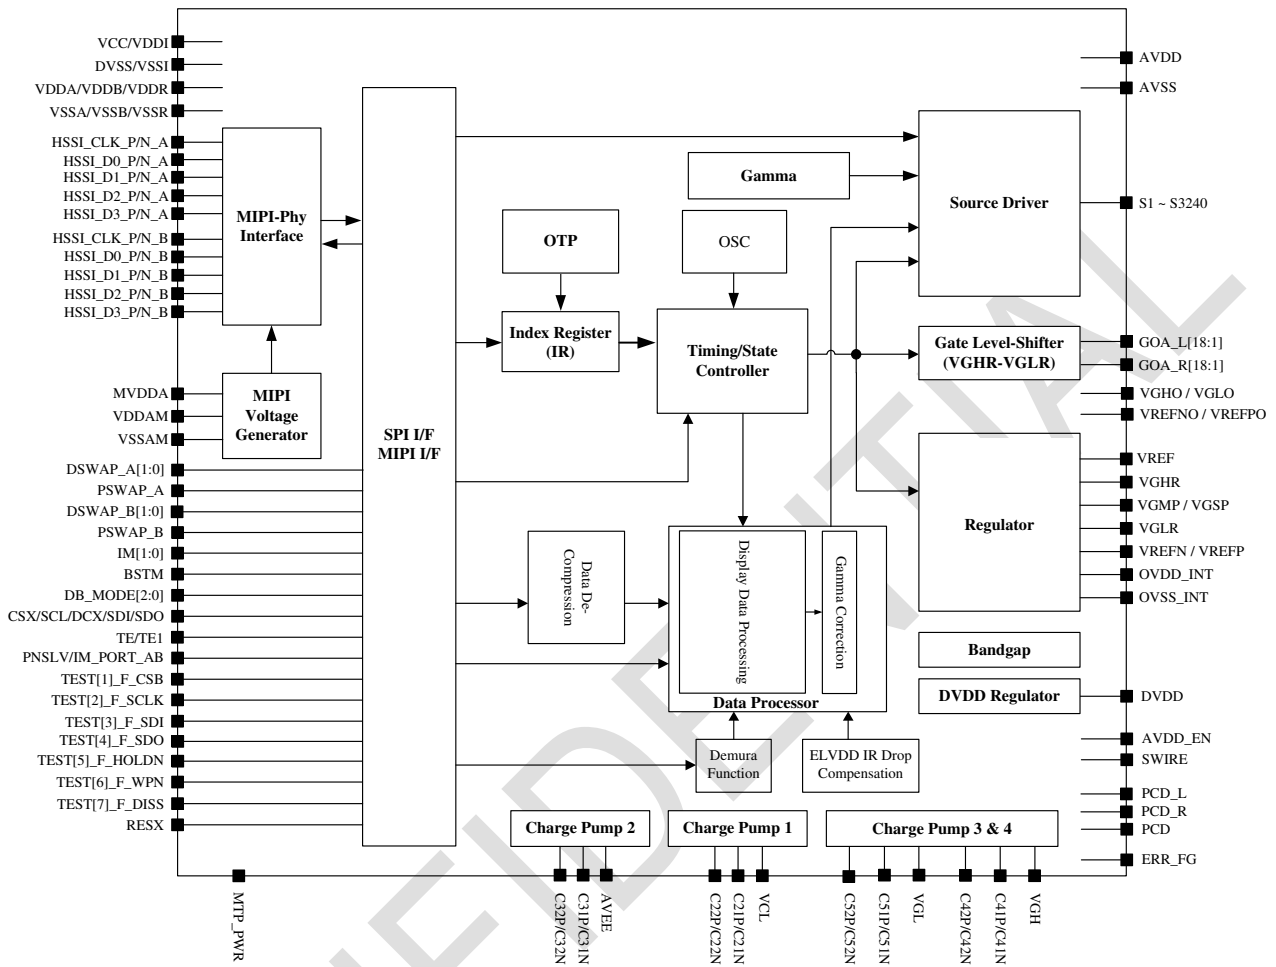 VCC/VDDI
DVSS/VSSI
VDDA/VDDB/VDDR
VSSA/VSSB/VSSR
HSSI_CLK_P/N_A
HSSI_D0_P/N_A
HSSI_D1_P/N_A
HSSI_D2_P/N_A
HSSI_D3_P/N_A
HSSI_CLK_P/N_B
HSSI_D0_P/N_B
HSSI_D1_P/N_B
HSSI_D2_P/N_B
HSSI_D3_P/N_B
MVDDA
VDDAM
VSSAM
DSWAP_A[1:0]
PSWAP_A
DSWAP_B[1:0]
PSWAP_B
IM[1:0]
BSTM
DB_MODE[2:0]
CSX/SCL/DCX/SDI/SDO
TE/TE1
PNSLV/IM_PORT_AB
TEST[1]_F_CSB
TEST[2]_F_SCLK
TEST[3]_F_SDI
TEST[4]_F_SDO
TEST[5]_F_HOLDN
TEST[6]_F_WPN
TEST[7]_F_DISS
RESX
MIPI-Phy
Interface
MIPI
Voltage
Generator
SPI I/F
MIPI I/F
OTP
Index Register
(IR)
OSC
Timing/State
Controller
Gamma
Source Driver
Gate Level-Shifter
(VGHR-VGLR)
Regulator
Bandgap
DVDD Regulator
Data De-
Compression
Display Data Processing
Gamma Correction
Data Processor
Demura
Function
ELVDD IR Drop
Compensation
Charge Pump 2
Charge Pump 1
Charge Pump 3 & 4
AVDD
AVSS
S1 ~ S3240
GOA_L[18:1]
GOA_R[18:1]
VGHO / VGLO
VREFNO / VREFPO
VREF
VGHR
VGMP / VGSP
VGLR
VREFN / VREFP
OVDD_INT
OVSS_INT
DVDD
AVDD_EN
SWIRE
PCD_L
PCD_R
PCD
ERR_FG
MTP_PWR
C32P/C32N
C31P/C31N
AVEE
C22P/C22N
C21P/C21N
VCL
C52P/C52N
C51P/C51N
VGL
C42P/C42N
C41P/C41N
VGH
FIDENTIAL